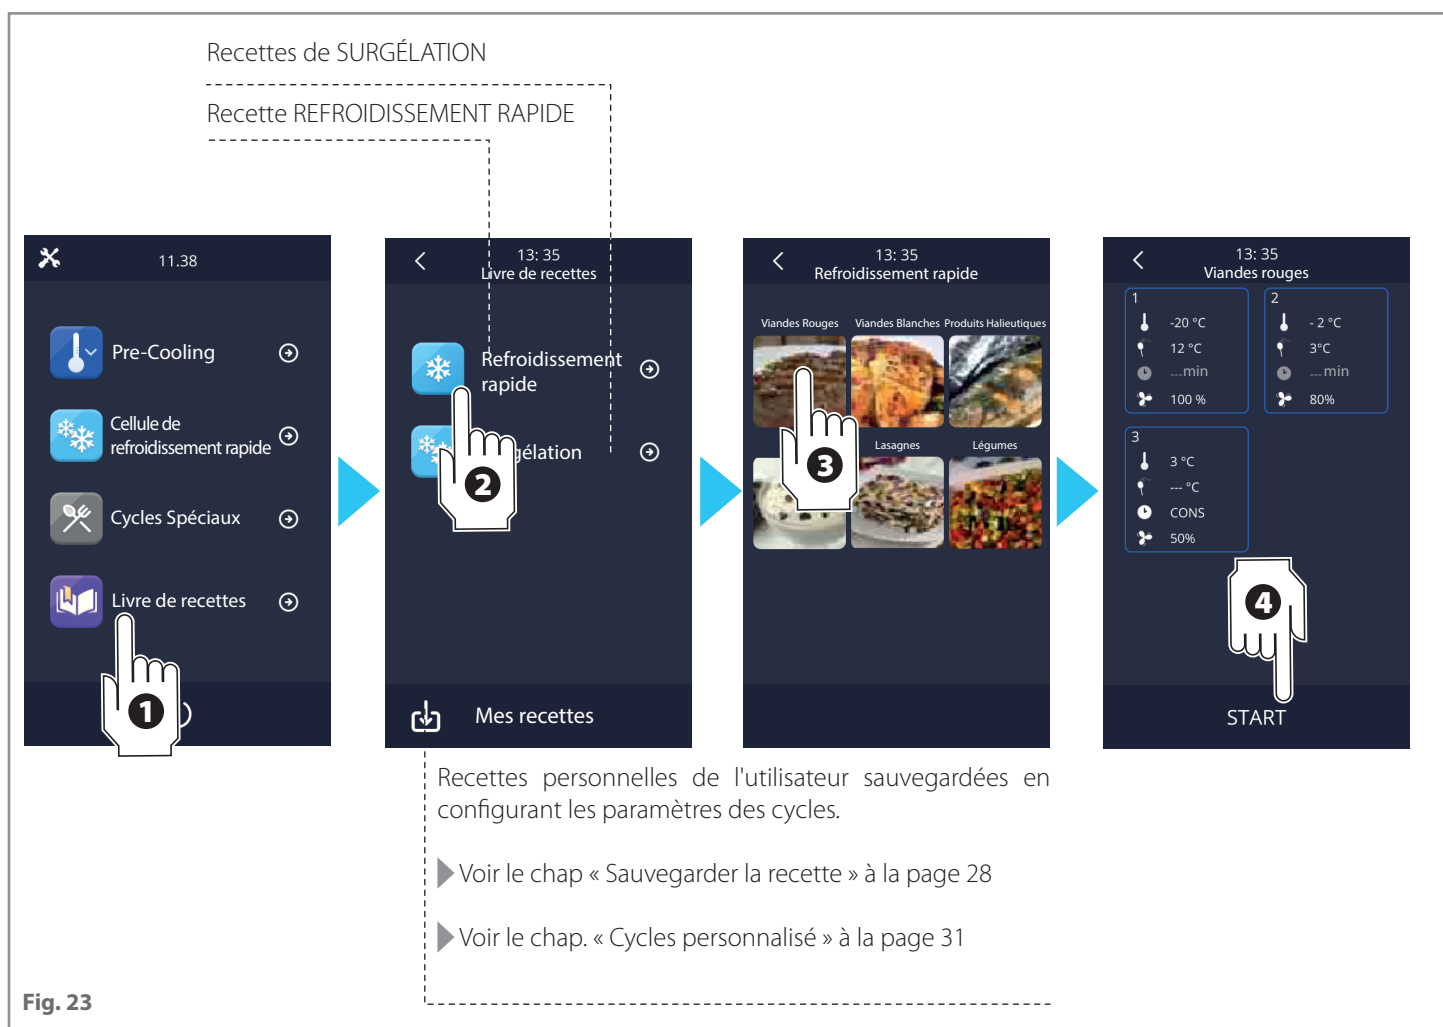 Recettes de SURGÉLATION
Recette REFROIDISSEMENT RAPIDE
11.38
Pre-Cooling
Cellule de
refroidissement rapide
Cycles Spéciaux
Livre de recettes
1
13: 35
Livre de recettes
Refroidissement
rapide
gélation
2
Mes recettes
13: 35
Refroidissement rapide
Viandes Rouges Viandes Blanches Produits Halieutiques
Lasagnes Légumes
3
13: 35
Viandes rouges
1
-20 °C
12 °C
---min
100 %
2
- 2 °C
3°C
---min
80%
3
3 °C
--- °C
CONS
50%
4
START
Recettes personnelles de l'utilisateur sauvegardées en
configurant les paramètres des cycles.
Voir le chap « Sauvegarder la recette » à la page 28
Voir le chap. « Cycles personnalisé » à la page 31
Fig. 23